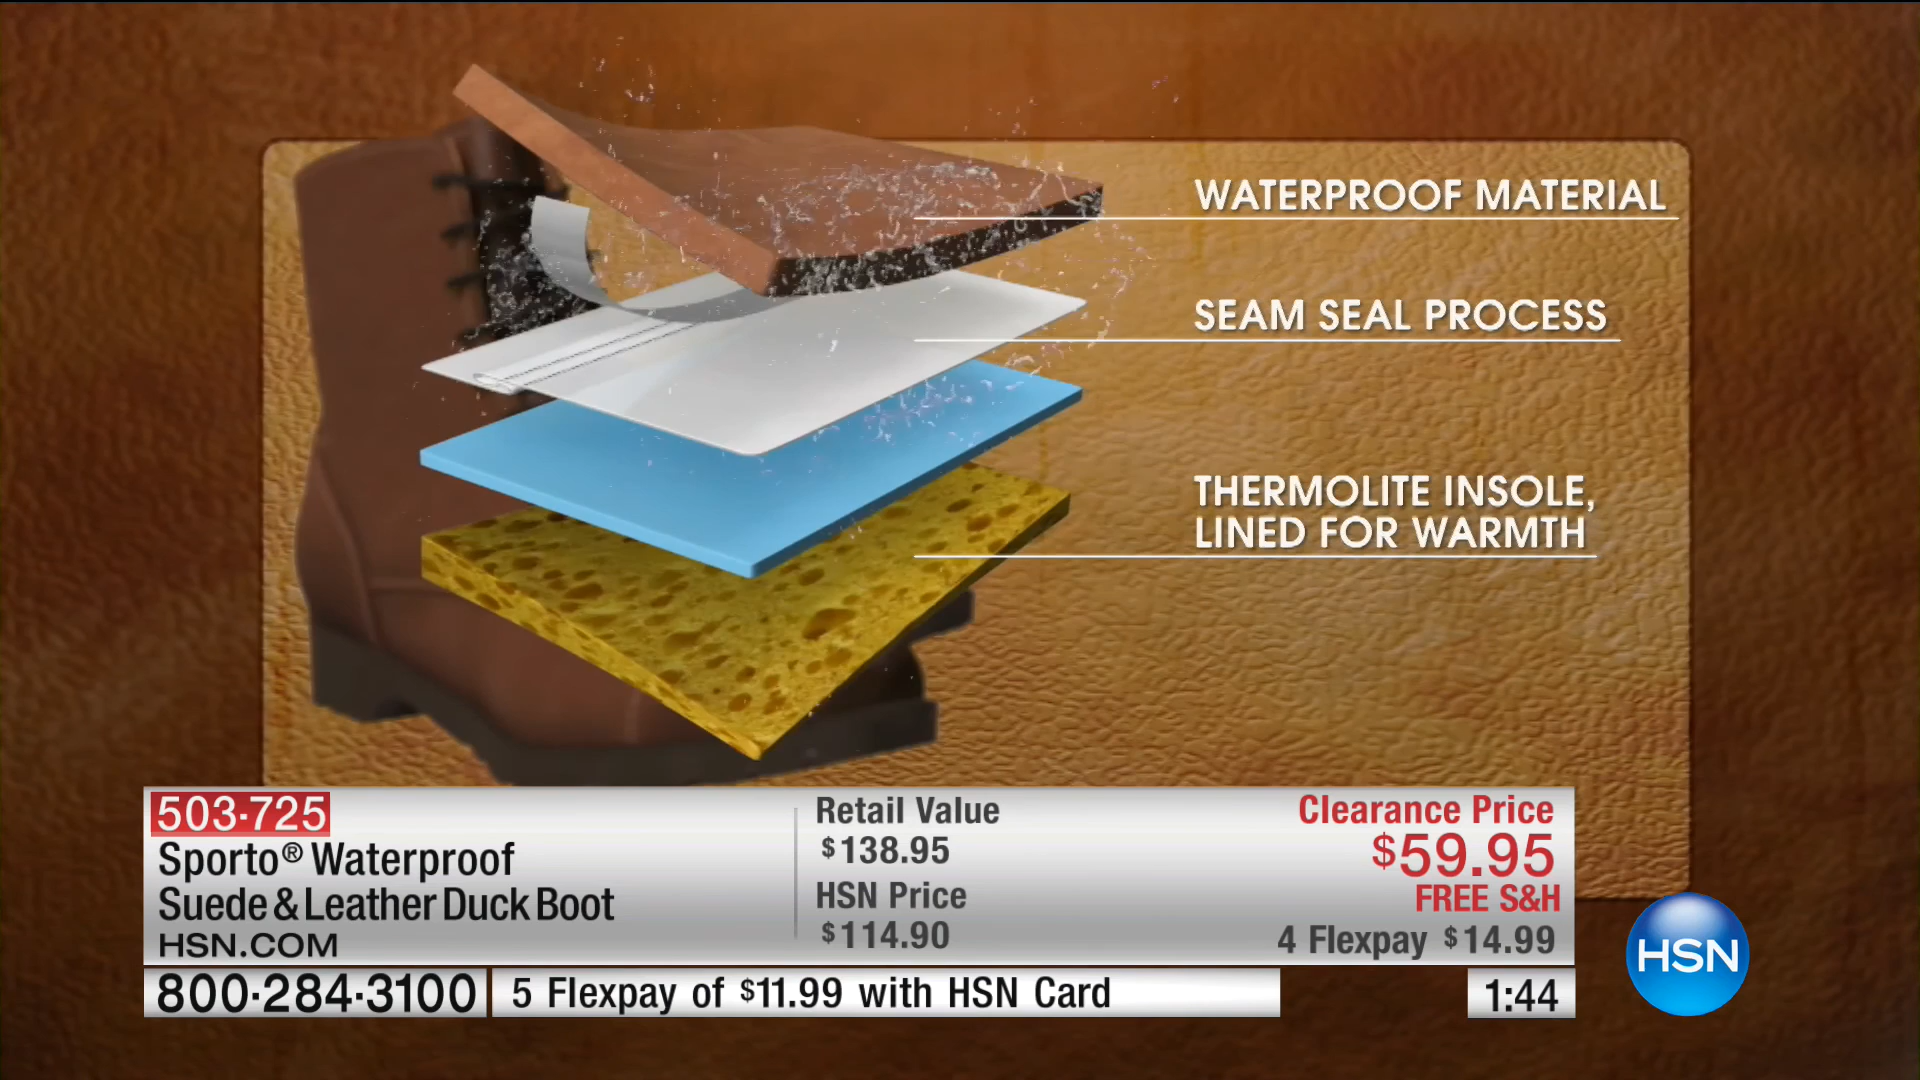 WATERPROOF MATERIAL
SEAM SEAL PROCESS
THERMOLITE INSOLE,
LINED FOR WARMTH
503·725
Sporto® Waterproof
Suede & Leather Duck Boot
HSN.COM
Retail Value
$138.95
HSN Price
$114.90
Clearance Price
$59.95
FREE S&H
4 Flexpay $14.99
800·284·3100
5 Flexpay of $11.99 with HSN Card
1:44
HSN